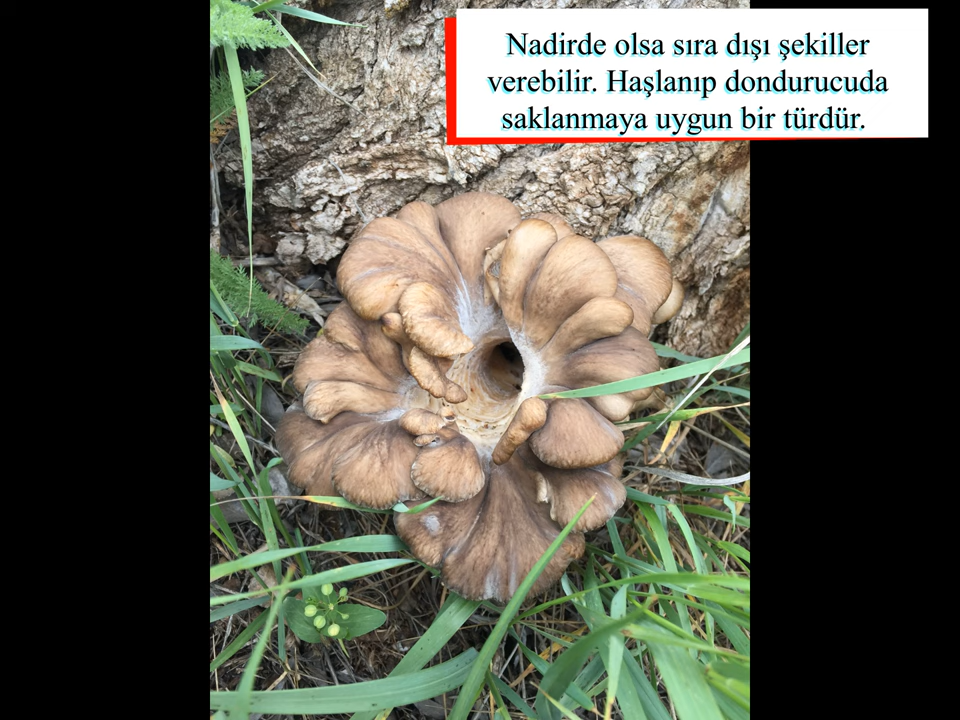 Nadirde olsa sıra dışı şekiller
verebilir. Haşlanıp dondurucuda
saklanmaya uygun bir türdür.